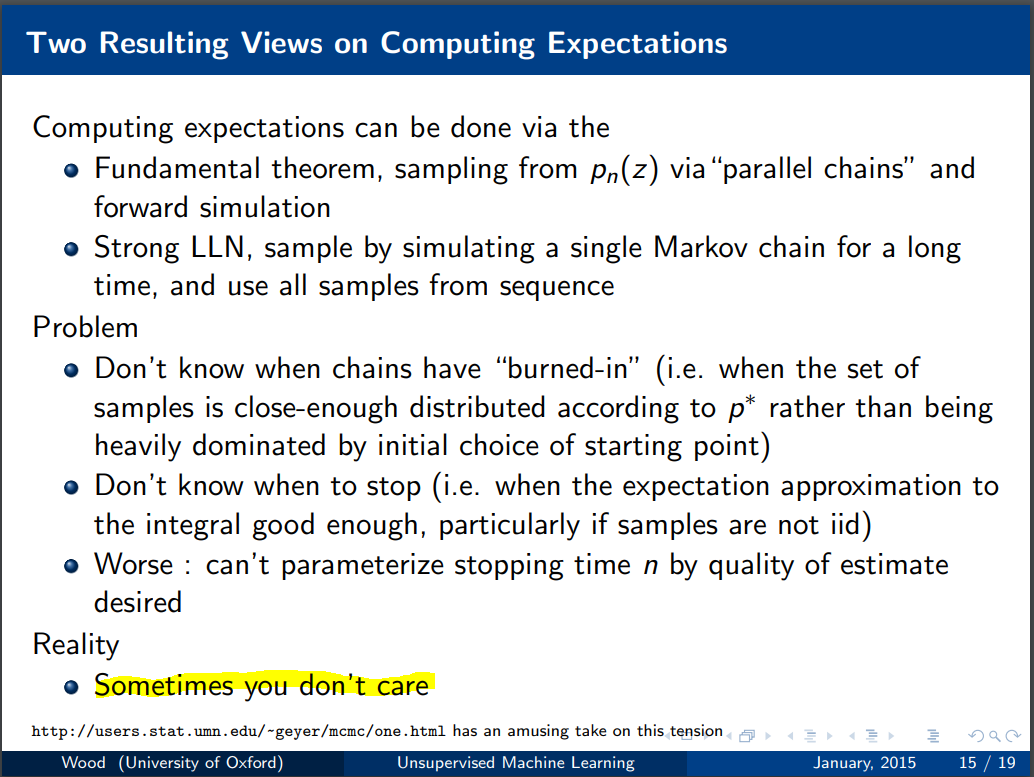 Two Resulting Views on Computing Expectations
Computing expectations can be done via the
Fundamental theorem, sampling from pₙ(z) via “parallel chains” and
forward simulation
Strong LLN, sample by simulating a single Markov chain for a long
time, and use all samples from sequence
Problem
Don’t know when chains have “burned-in” (i.e. when the set of
samples is close-enough distributed according to p* rather than being
heavily dominated by initial choice of starting point)
Don’t know when to stop (i.e. when the expectation approximation to
the integral good enough, particularly if samples are not iid)
Worse : can’t parameterize stopping time n by quality of estimate
desired
Reality
Sometimes you don’t care
http://users.stat.umn.edu/~geyer/mcmc/one.html has an amusing take on this tension
Wood (University of Oxford) Unsupervised Machine Learning January, 2015 15 / 19